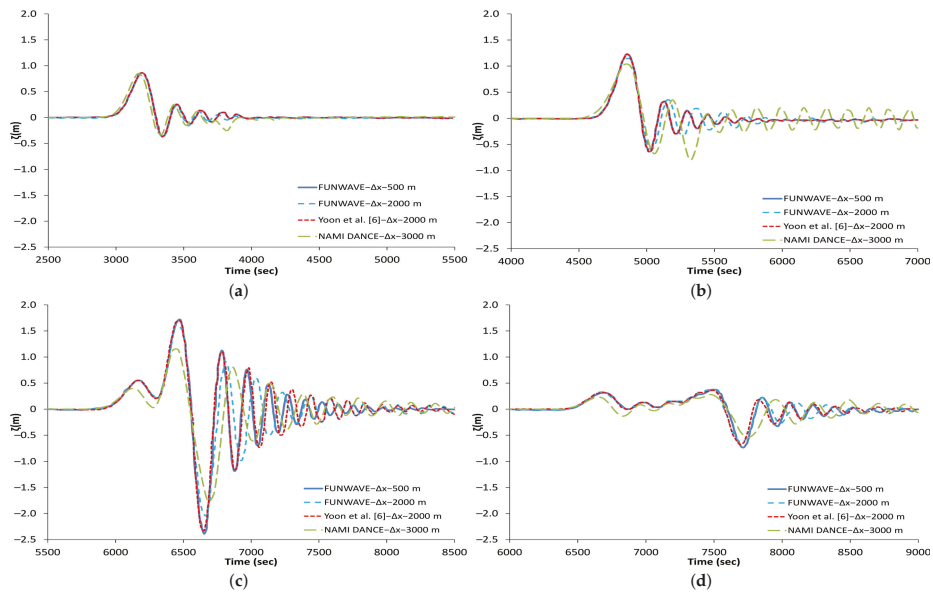 2.0
1.5
1.0
0.5
0
−0.5
−1.0
−1.5
−2.0
−2.5
ζ(m)
FUNWAVE–Δx–500 m
FUNWAVE–Δx–2000 m
Yoon et al. [6]–Δx–2000 m
NAMI DANCE–Δx–3000 m
2500 3000 3500 4000 4500 5000 5500
Time (sec)
(a)
2.0
1.5
1.0
0.5
0
−0.5
−1.0
−1.5
−2.0
−2.5
ζ(m)
FUNWAVE–Δx–500 m
FUNWAVE–Δx–2000 m
Yoon et al. [6]–Δx–2000 m
NAMI DANCE–Δx–3000 m
4000 4500 5000 5500 6000 6500 7000
Time (sec)
(b)
2.0
1.5
1.0
0.5
0
−0.5
−1.0
−1.5
−2.0
−2.5
ζ(m)
FUNWAVE–Δx–500 m
FUNWAVE–Δx–2000 m
Yoon et al. [6]–Δx–2000 m
NAMI DANCE–Δx–3000 m
5500 6000 6500 7000 7500 8000 8500
Time (sec)
(c)
2.0
1.5
1.0
0.5
0
−0.5
−1.0
−1.5
−2.0
−2.5
ζ(m)
FUNWAVE–Δx–500 m
FUNWAVE–Δx–2000 m
Yoon et al. [6]–Δx–2000 m
NAMI DANCE–Δx–3000 m
6000 6500 7000 7500 8000 8500 9000
Time (sec)
(d)